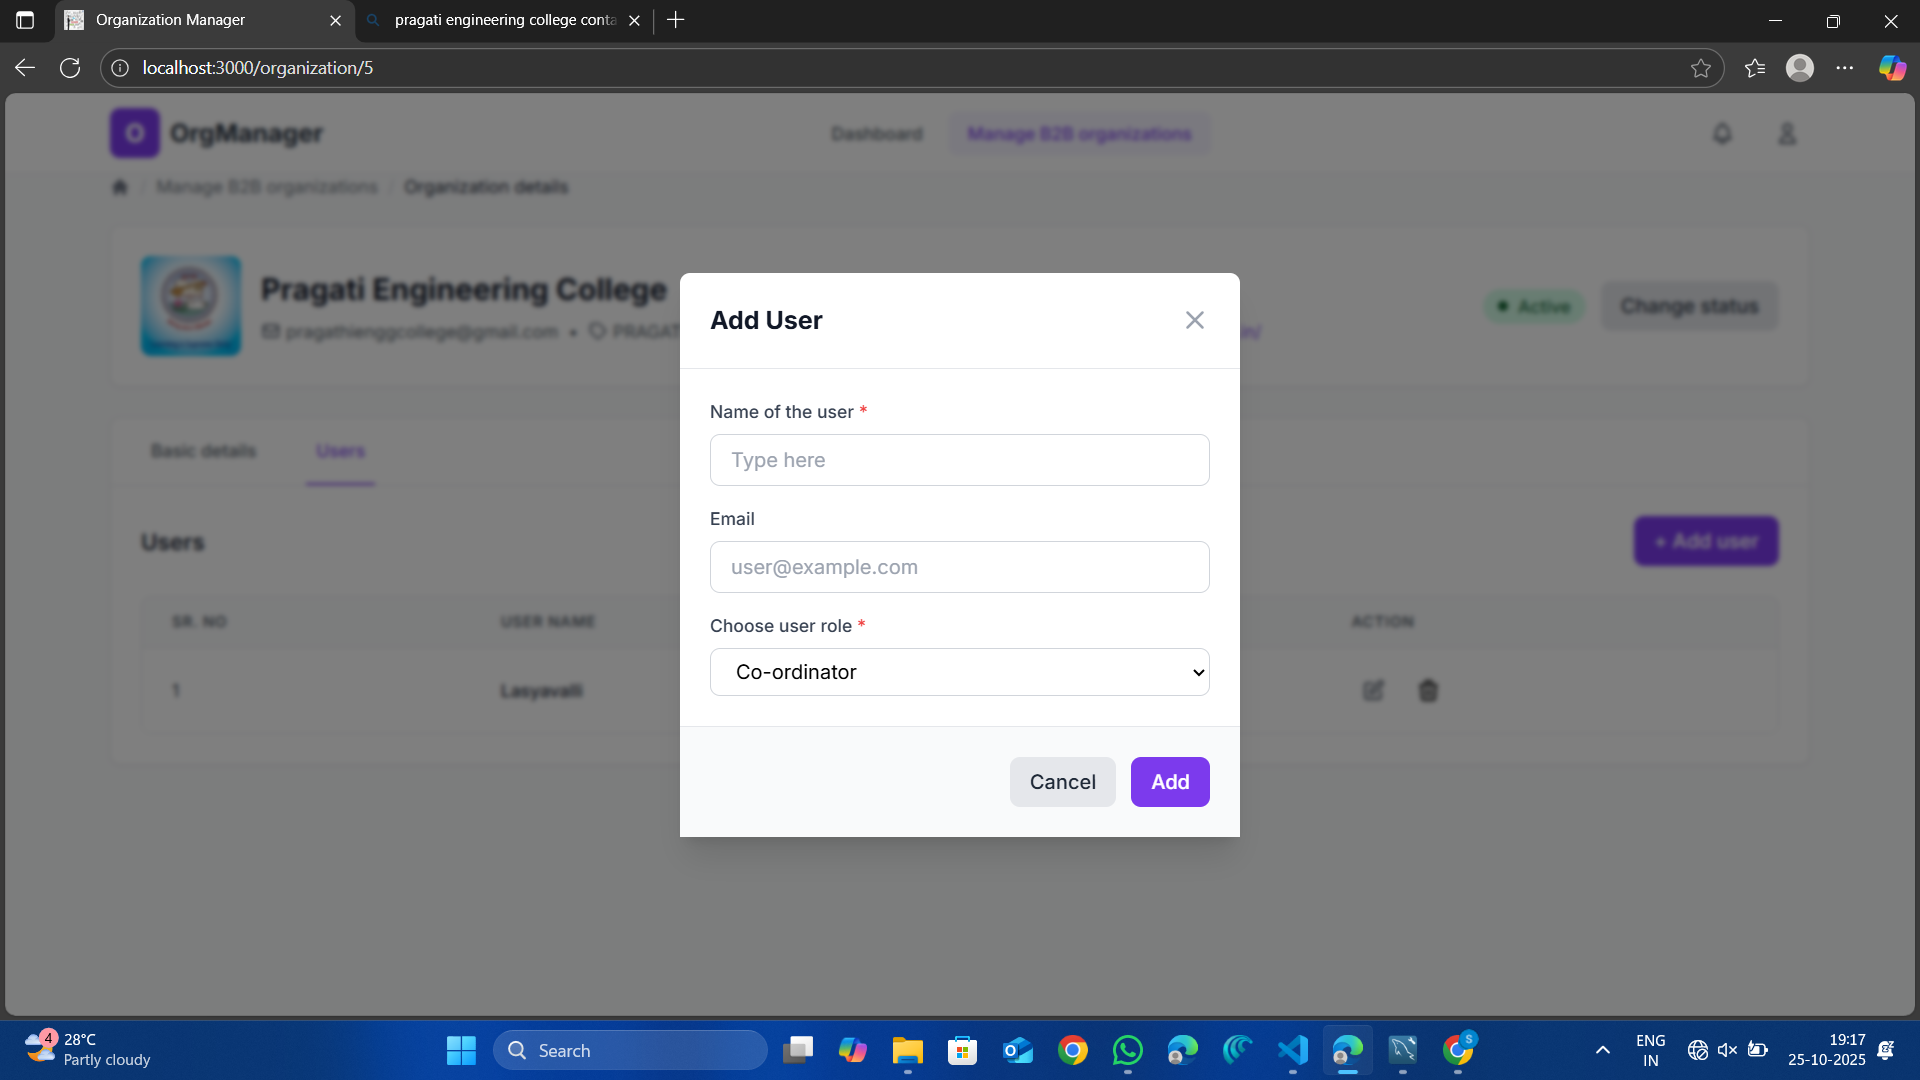 Organization Manager
pragati engineering college conta
localhost:3000/organization/5
O OrgManager Dashboard Manage B2B organizations
/ Manage B2B organizations / Organization details
Pragati Engineering College
pragathienggcollege@gmail.com • PRAGAT
in/
Active
Change status
Basic details Users
Users
+ Add user
SR. NO USER NAME ACTION
1 Lasyavalli
Add User
Name of the user *
Type here
Email
user@example.com
Choose user role *
Co-ordinator
Cancel Add
4
28°C
Partly cloudy
Search
S
ENG
IN
19:17
25-10-2025